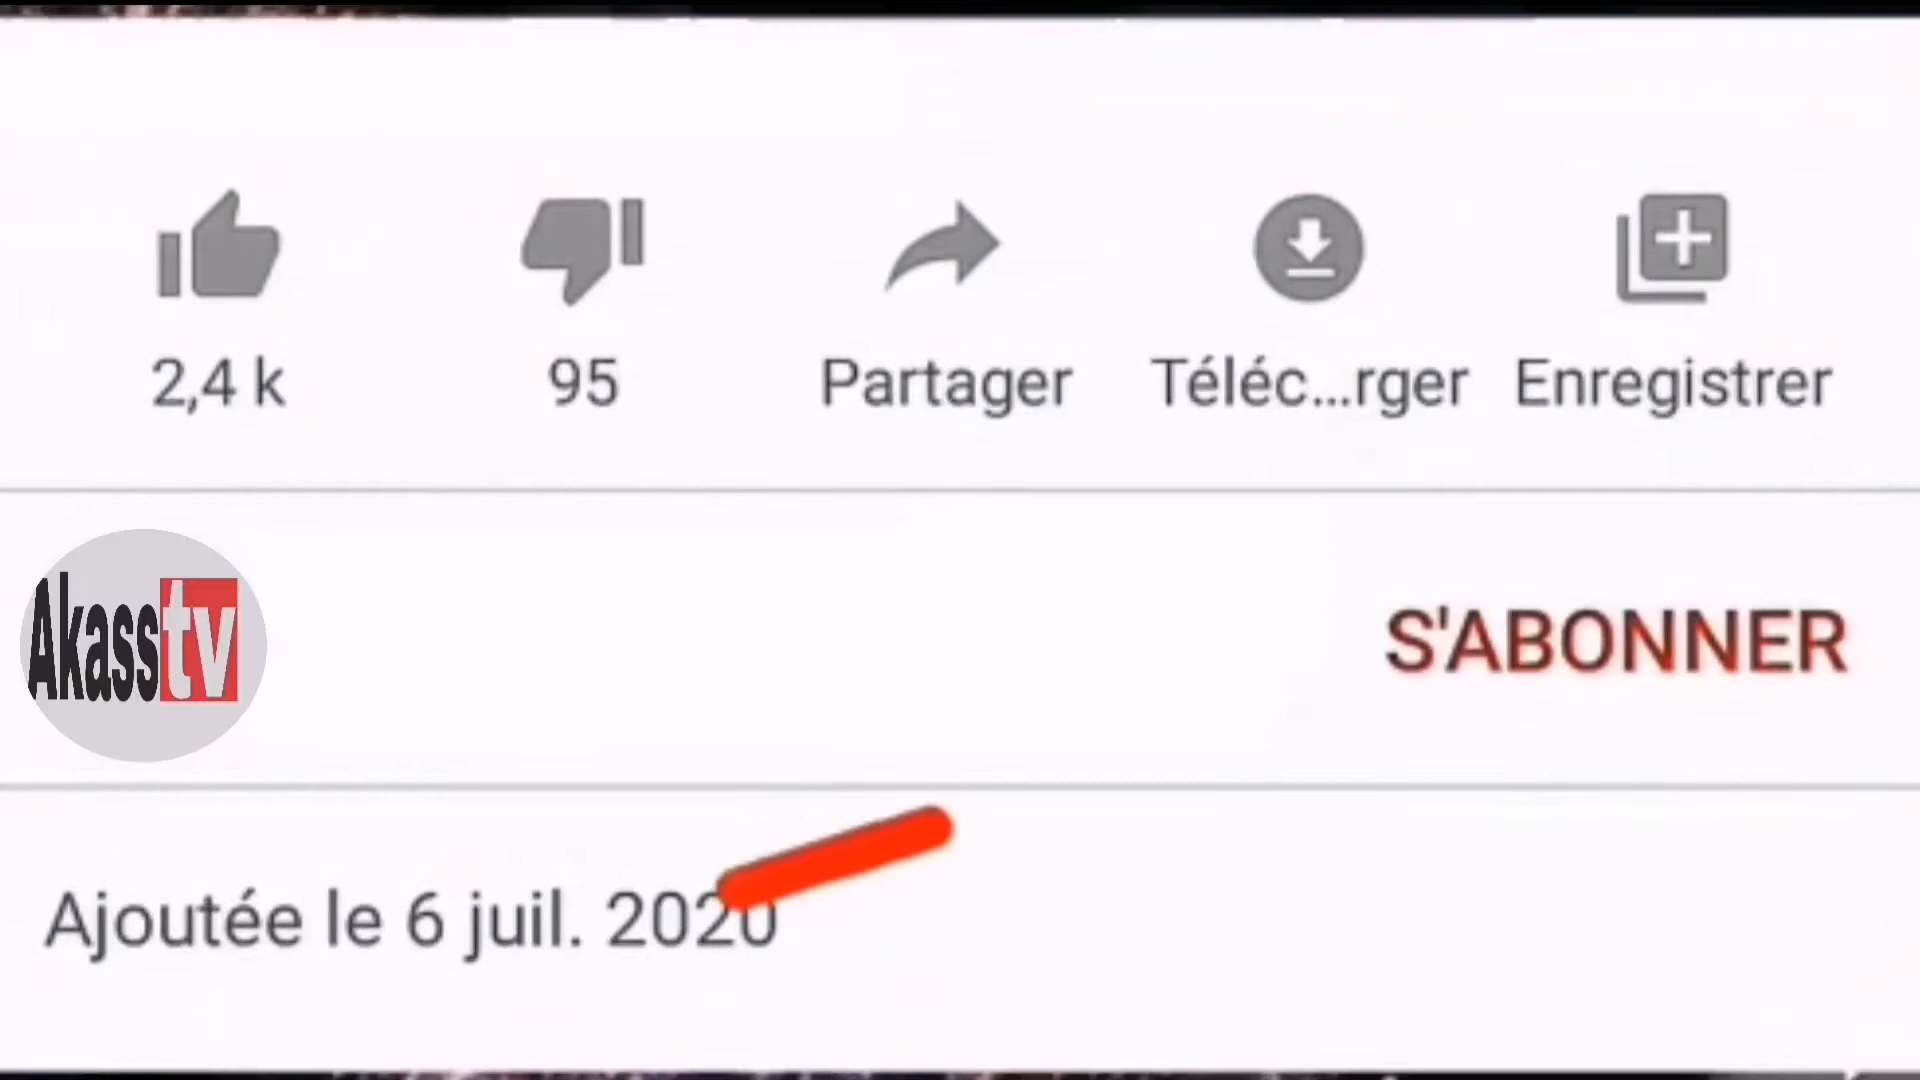 2,4 k 95 Partager Téléc...rger Enregistrer
Akasstv S'ABONNER
Ajoutée le 6 juil. 2020